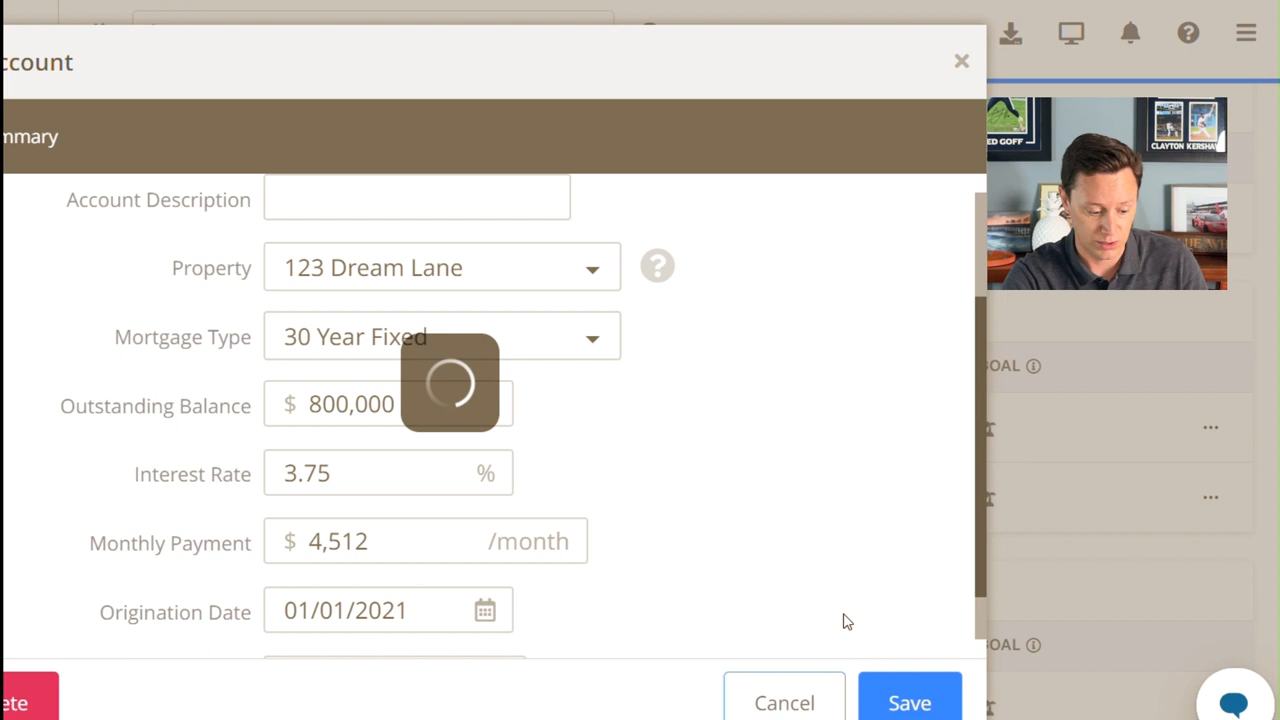 ccount
×
mmary
ED GOFF
CLAYTON KERSHAW
Account Description
Property 123 Dream Lane ?
Mortgage Type 30 Year Fixed
OAL
Outstanding Balance $ 800,000
Interest Rate 3.75 %
Monthly Payment $ 4,512 /month
Origination Date 01/01/2021
OAL
ete
Cancel
Save